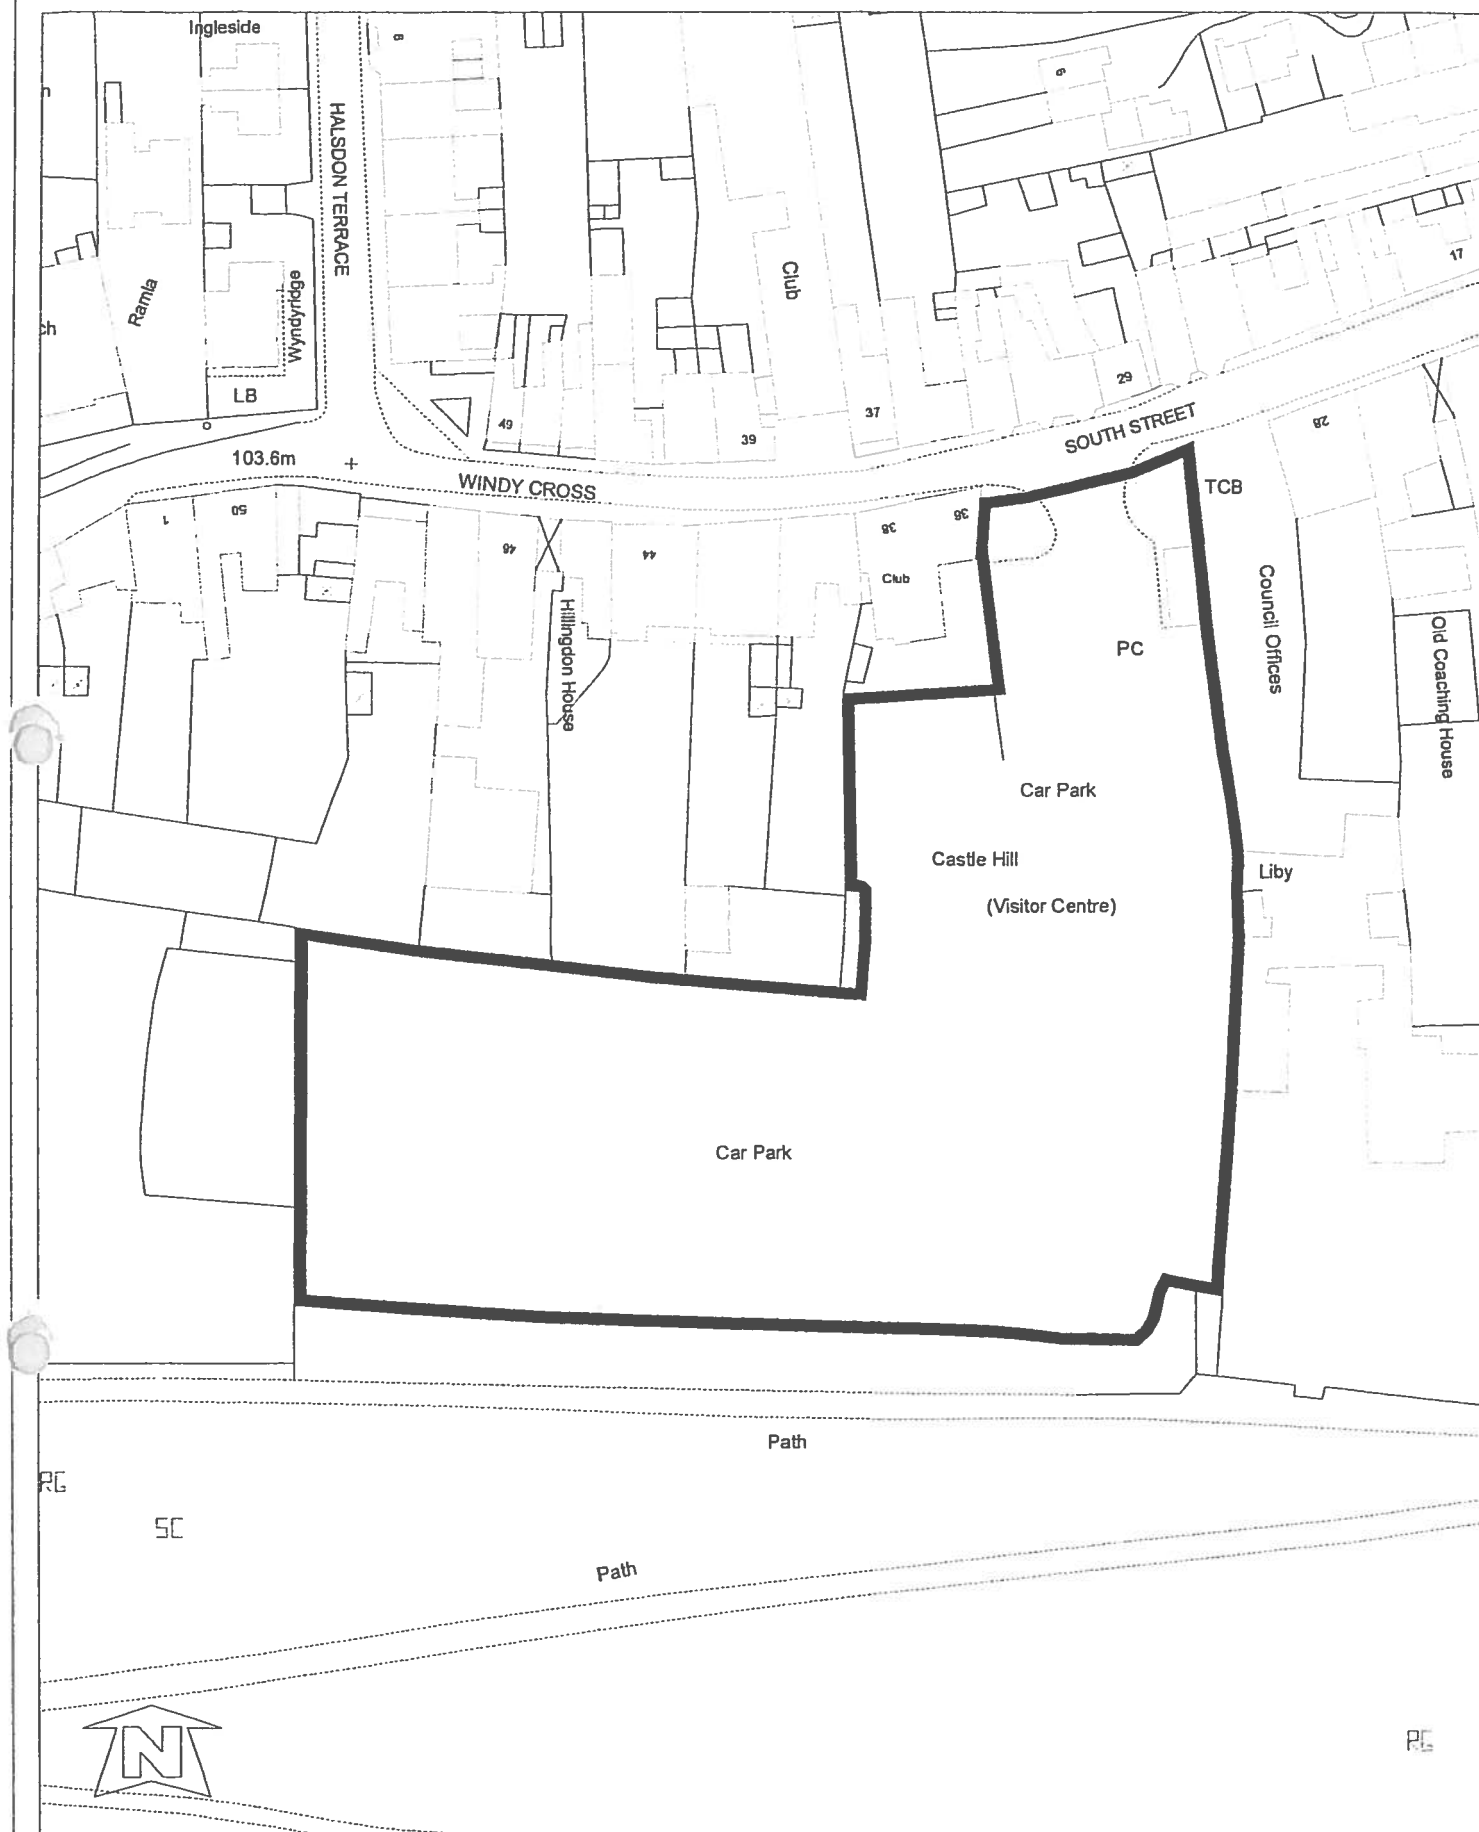 Ingleside
8
6
n
HALSDON TERRACE
Club
17
Ramla
Wyndyridge
ch
29
LB
37
28
49
39
SOUTH STREET
103.6m
WINDY CROSS
TCB
1
50
46
44
38
36
Club
Hillingdon House
PC
Council Offices
Old Coaching House
Car Park
Castle Hill
(Visitor Centre)
Liby
Car Park
Path
RG
SC
Path
N
RG